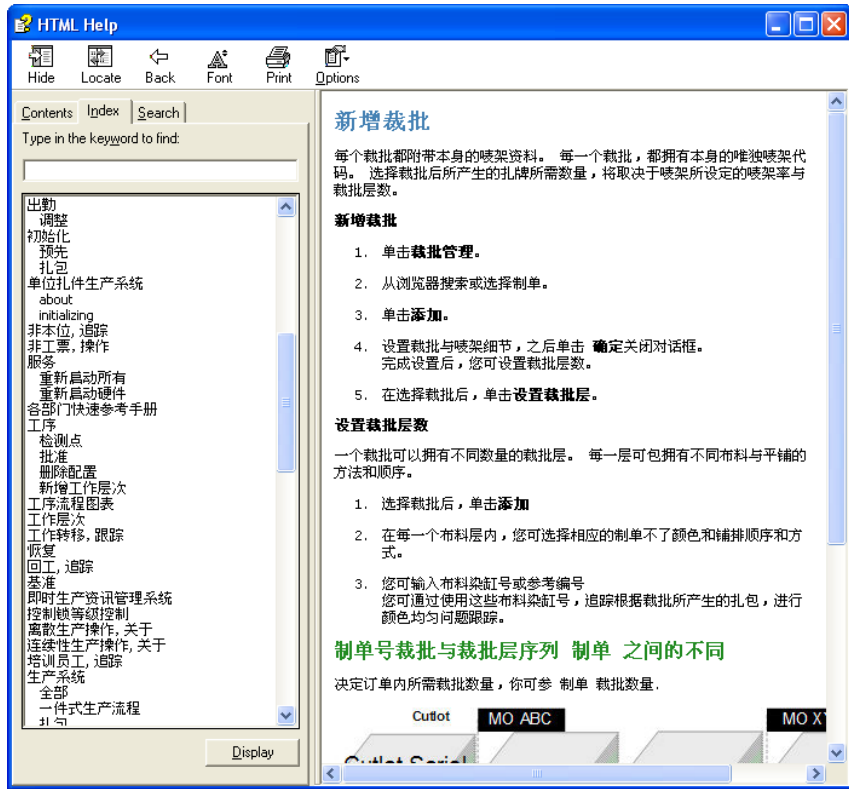 HTML Help
Hide Locate Back Font Print Options
Contents Index Search
Type in the keyword to find:
出勤
调整
初始化
预先
扎包
单位扎件生产系统
about
initializing
非本位, 追踪
非工票, 操作
服务
重新启动所有
重新启动硬件
各部门快速参考手册
工序
检测点
批准
删除配置
新增工作层次
工序流程图表
工作层次
工作转移, 跟踪
恢复
回工, 追踪
基准
即时生产资讯管理系统
控制锁等级控制
离散生产操作, 关于
连续性生产操作, 关于
培训员工, 追踪
生产系统
全部
一件式生产流程
扎包
Display
新增裁批
每个裁批都附带本身的唛架资料。 每一个裁批，都拥有本身的唯独唛架代
码。 选择裁批后所产生的扎牌所需数量，将取决于唛架所设定的唛架率与
裁批层数。
新增裁批
1. 单击裁批管理。
2. 从浏览器搜索或选择制单。
3. 单击添加。
4. 设置裁批与唛架细节，之后单击 确定关闭对话框。
完成设置后，您可设置裁批层数。
5. 在选择裁批后，单击设置裁批层。
设置裁批层数
一个裁批可以拥有不同数量的裁批层。 每一层可包拥有不同布料与平铺的
方法和顺序。
1. 选择裁批后，单击添加
2. 在每一个布料层内，您可选择相应的制单不了颜色和铺排顺序和方
式。
3. 您可输入布料染缸号或参考编号
您可通过使用这些布料染缸号，追踪根据裁批所产生的扎包，进行
颜色均匀问题跟踪。
制单号裁批与裁批层序列 制单 之间的不同
决定订单内所需裁批数量，你可参 制单 裁批数量.
Cutlot MO ABC MO XY
Cutlot Serial